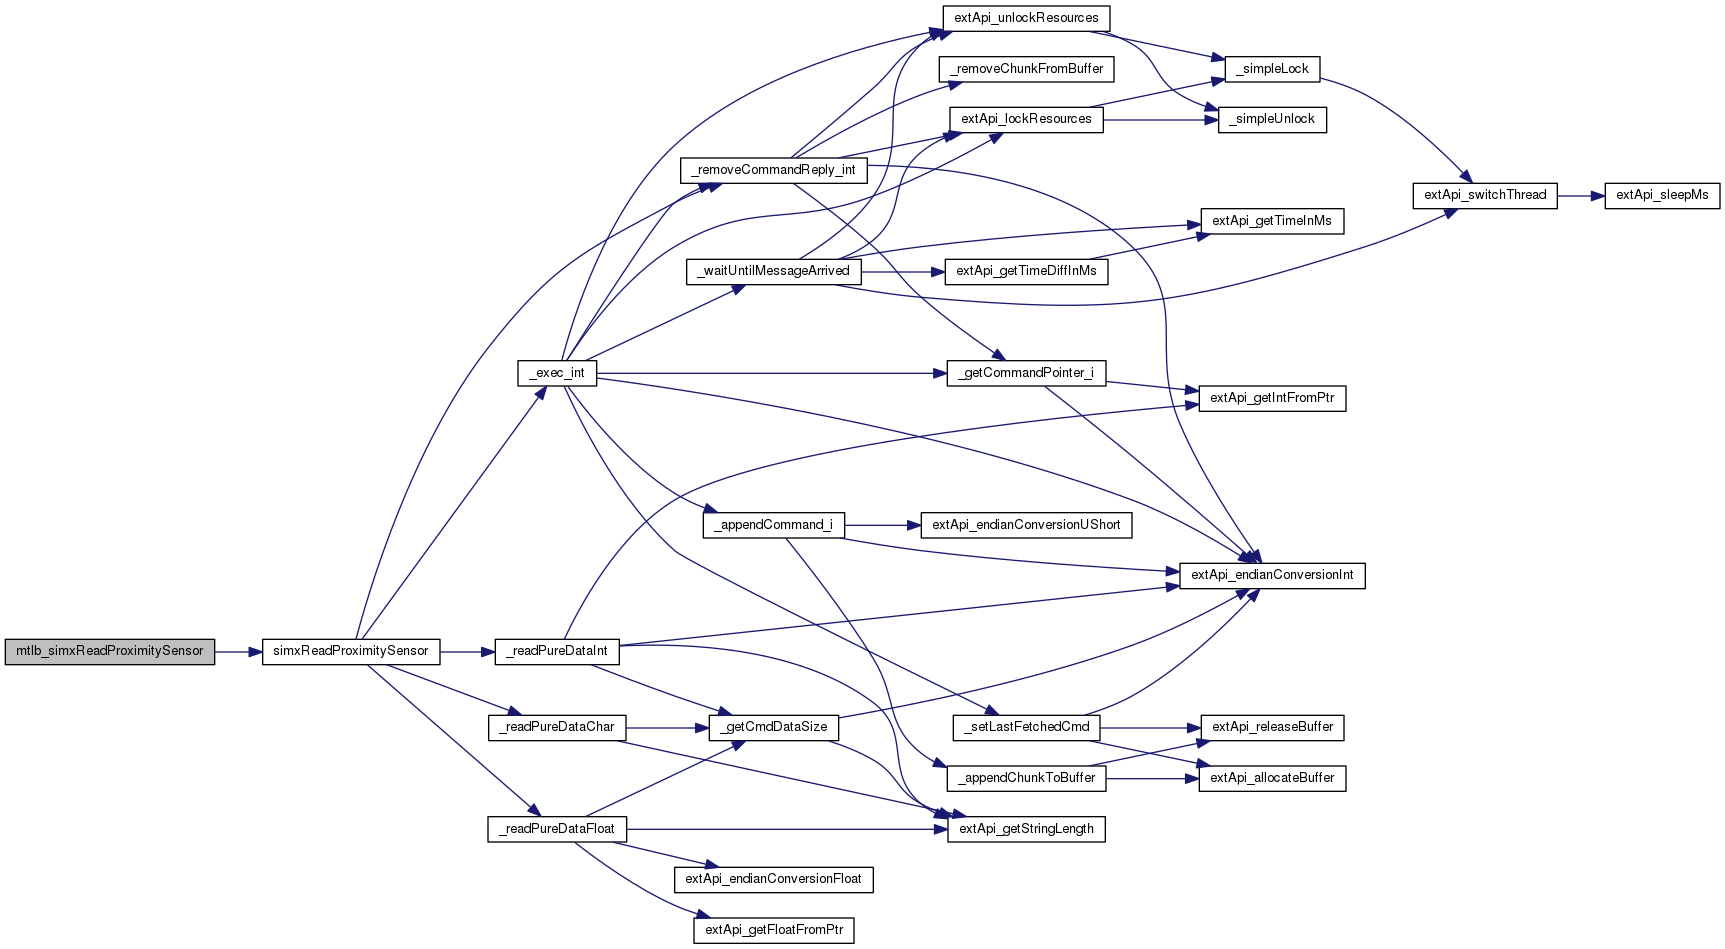 extApi_unlockResources
_removeChunkFromBuffer
_simpleLock
extApi_lockResources
_simpleUnlock
_removeCommandReply_int
extApi_switchThread
extApi_sleepMs
extApi_getTimeInMs
_waitUntilMessageArrived
extApi_getTimeDiffInMs
_exec_int
_getCommandPointer_i
extApi_getIntFromPtr
_appendCommand_i
extApi_endianConversionUShort
extApi_endianConversionInt
mtlb_simxReadProximitySensor
simxReadProximitySensor
_readPureDataInt
_readPureDataChar
_getCmdDataSize
_setLastFetchedCmd
extApi_releaseBuffer
_appendChunkToBuffer
extApi_allocateBuffer
_readPureDataFloat
extApi_getStringLength
extApi_endianConversionFloat
extApi_getFloatFromPtr